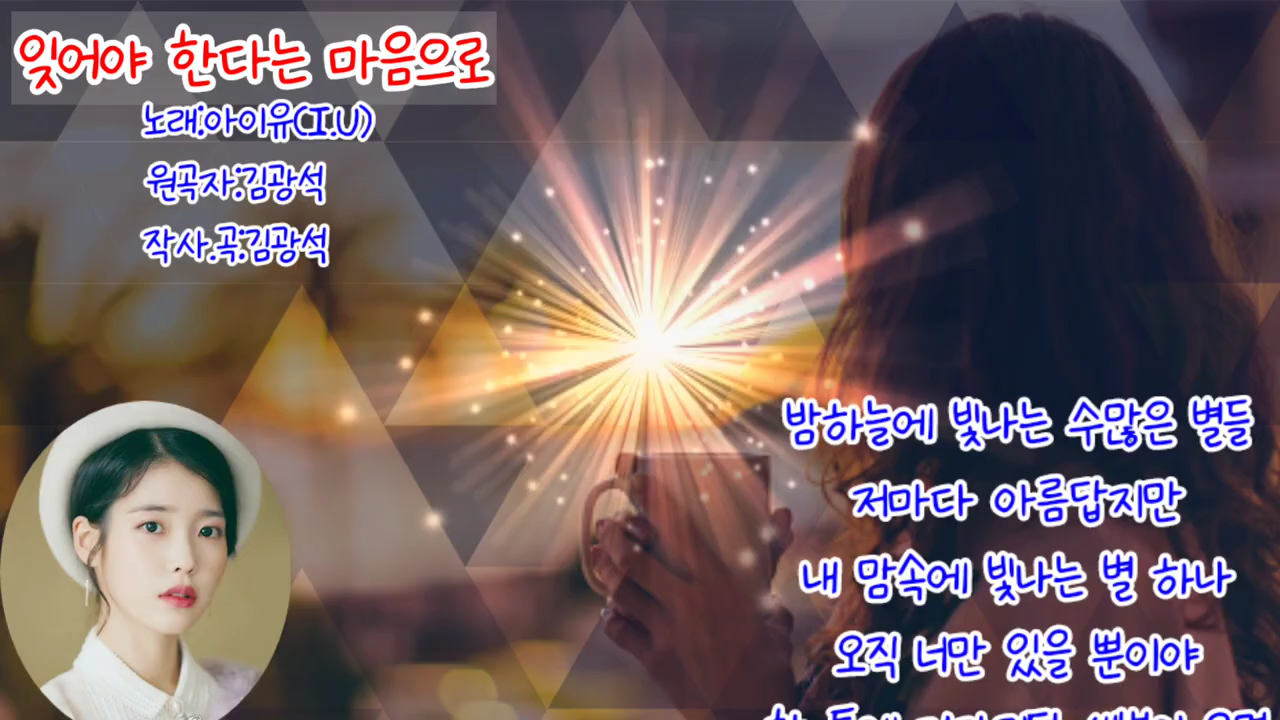 잊어야 한다는 마음으로
노래:아이유(I.U)
원곡자:김광석
작사.곡:김광석
밤하늘에 빛나는 수많은 별들
저마다 아름답지만
내 맘속에 빛나는 별 하나
오직 너만 있을 뿐이야